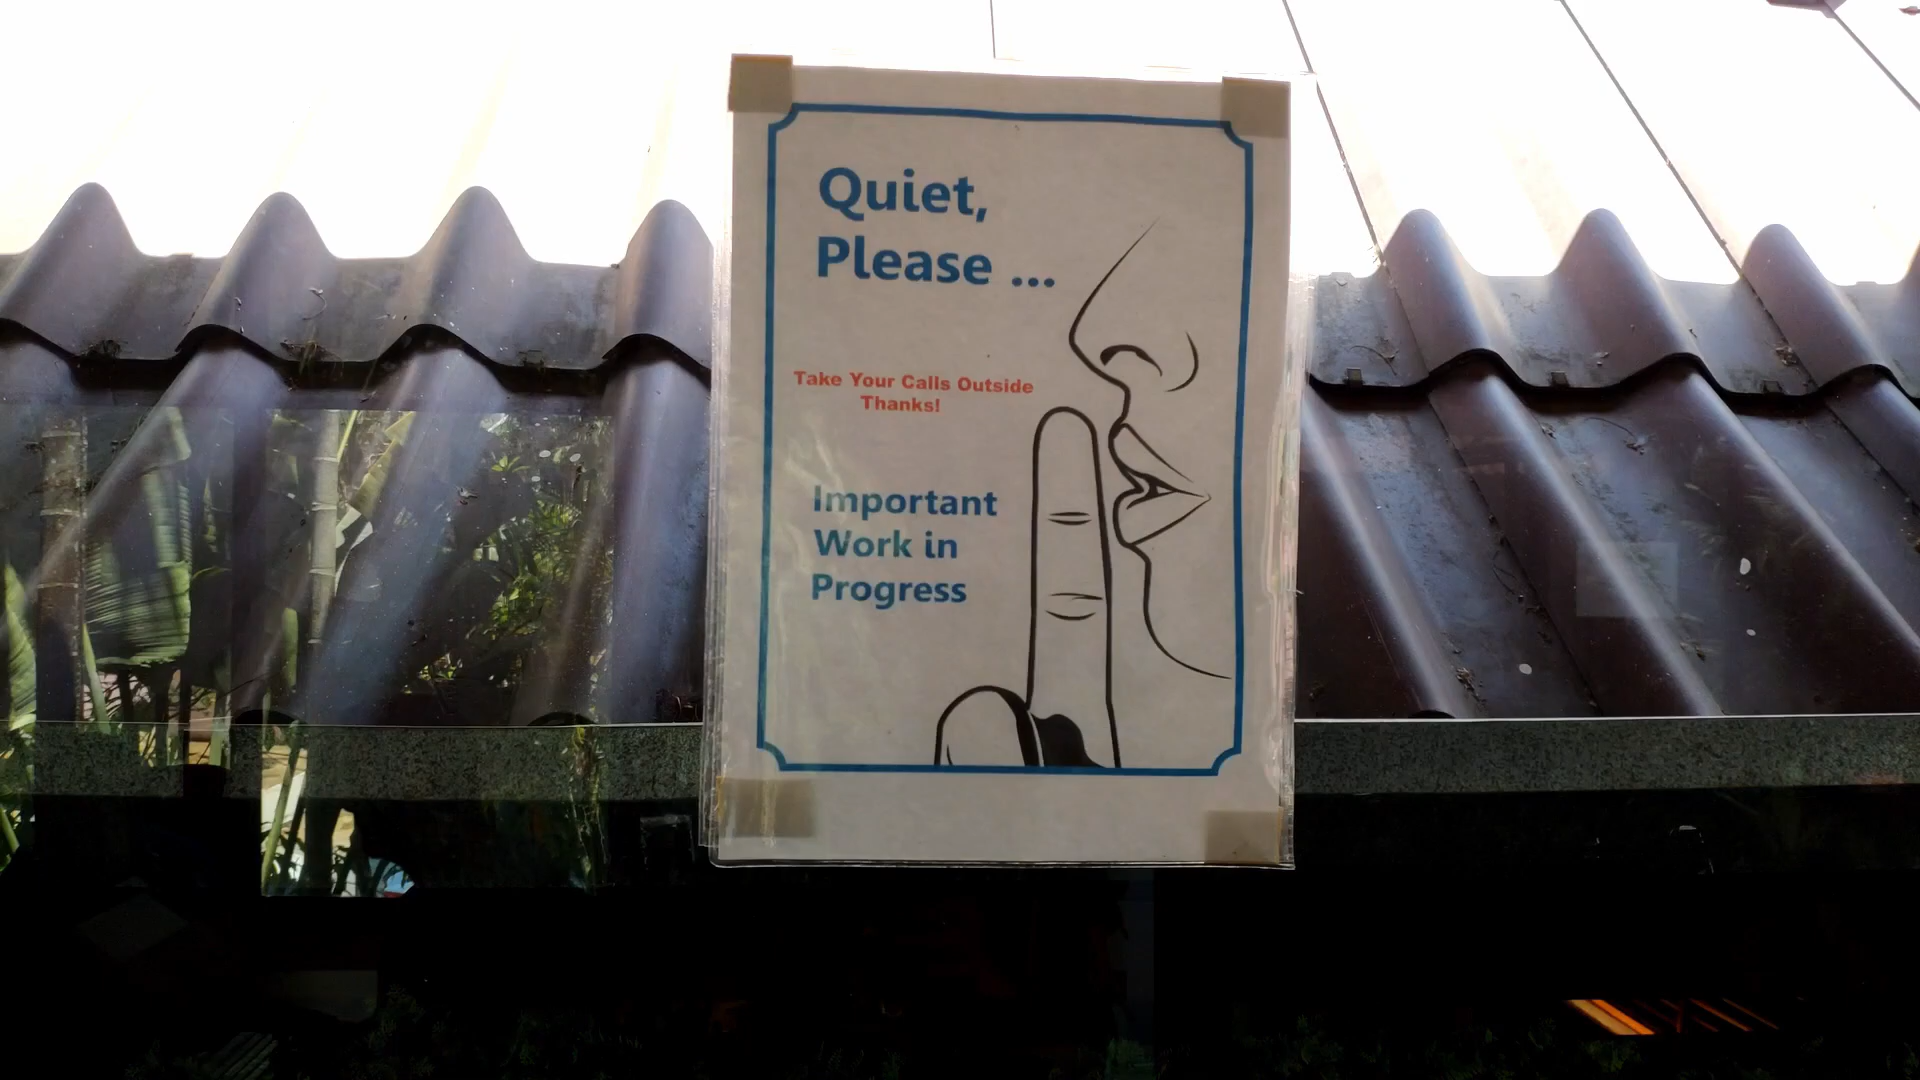 Quiet,
Please ...
Take Your Calls Outside
Thanks!
Important
Work in
Progress